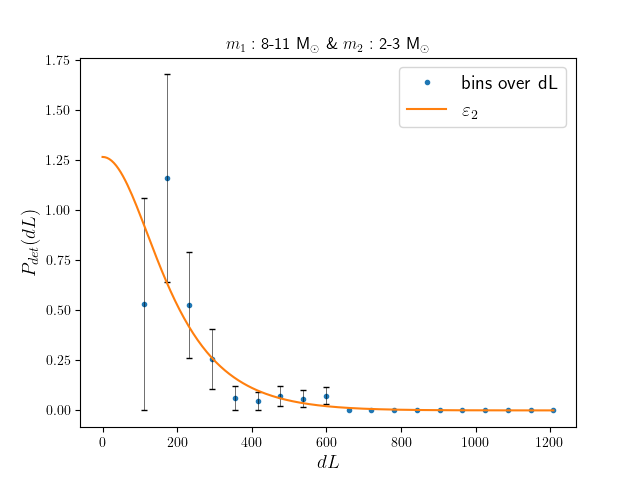 m₁ : 8-11 M⊙ & m₂ : 2-3 M⊙
bins over dL
ε₂
P_det(dL)
1.75
1.50
1.25
1.00
0.75
0.50
0.25
0.00
0 200 400 600 800 1000 1200
dL